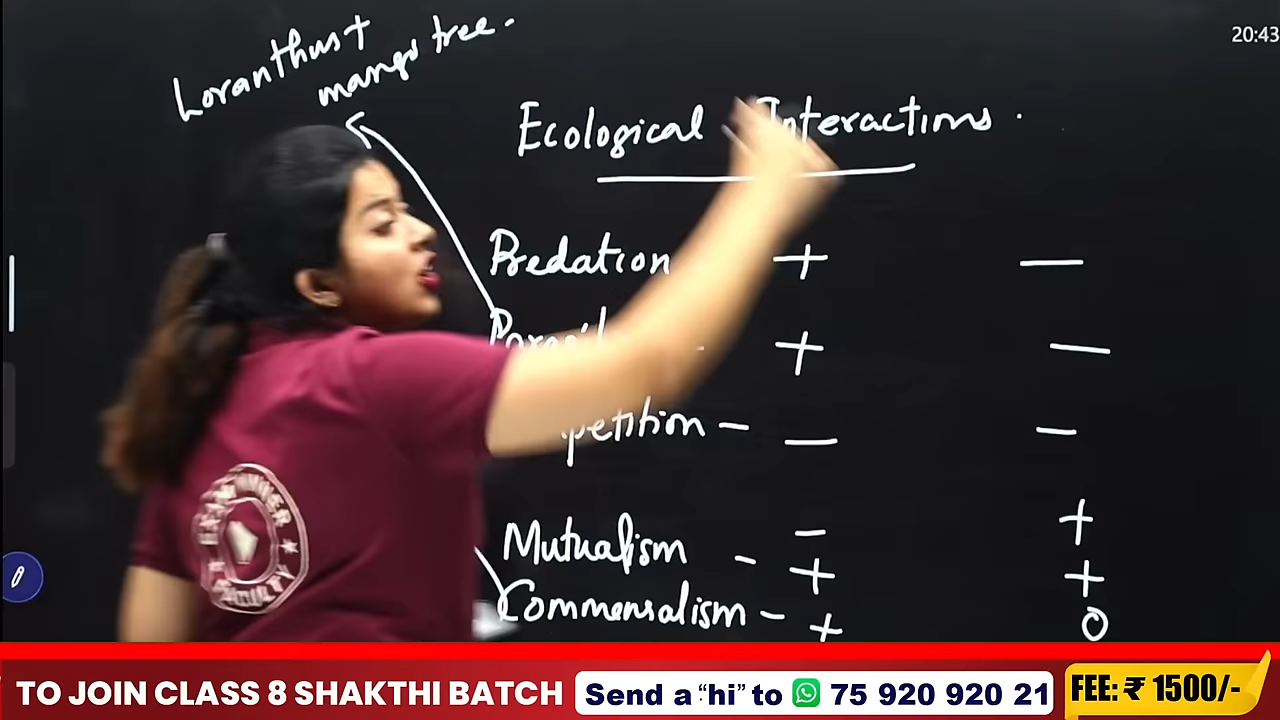 20:43
Loranthus +
mango tree -
Ecological Interactions .
Predation + —
+ —
petition - — -
- +
Mutualism - + +
Commensalism - + 0
TO JOIN CLASS 8 SHAKTHI BATCH Send a “hi” to 75 920 920 21 FEE: ₹ 1500/-